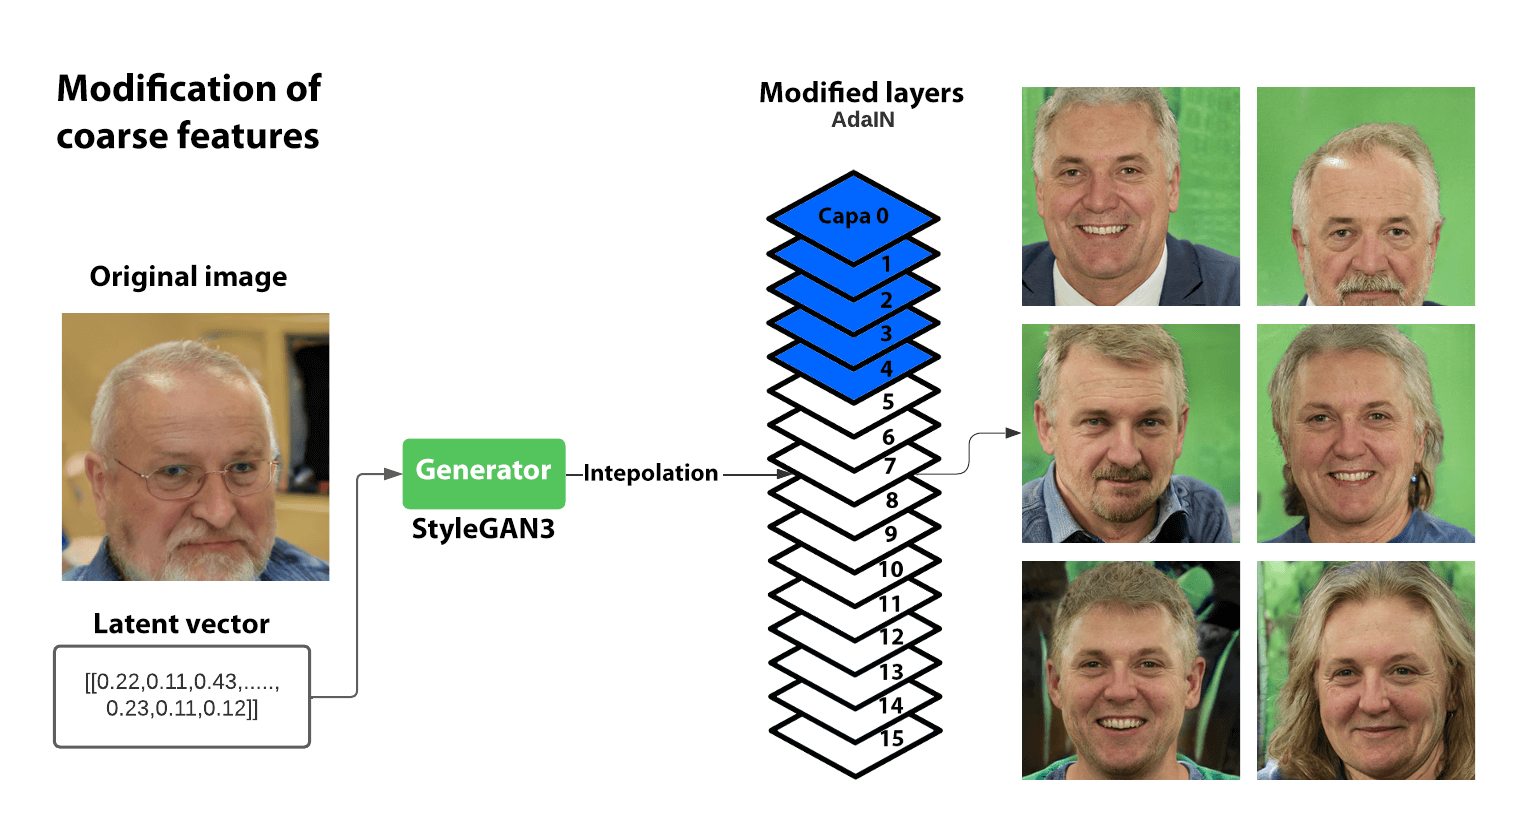 Modification of
coarse features
Original image
Latent vector
[[0.22,0.11,0.43,.....,
0.23,0.11,0.12]]
Generator
StyleGAN3
Intepolation
Modified layers
AdaIN
Capa 0
1
2
3
4
5
6
7
8
9
10
11
12
13
14
15